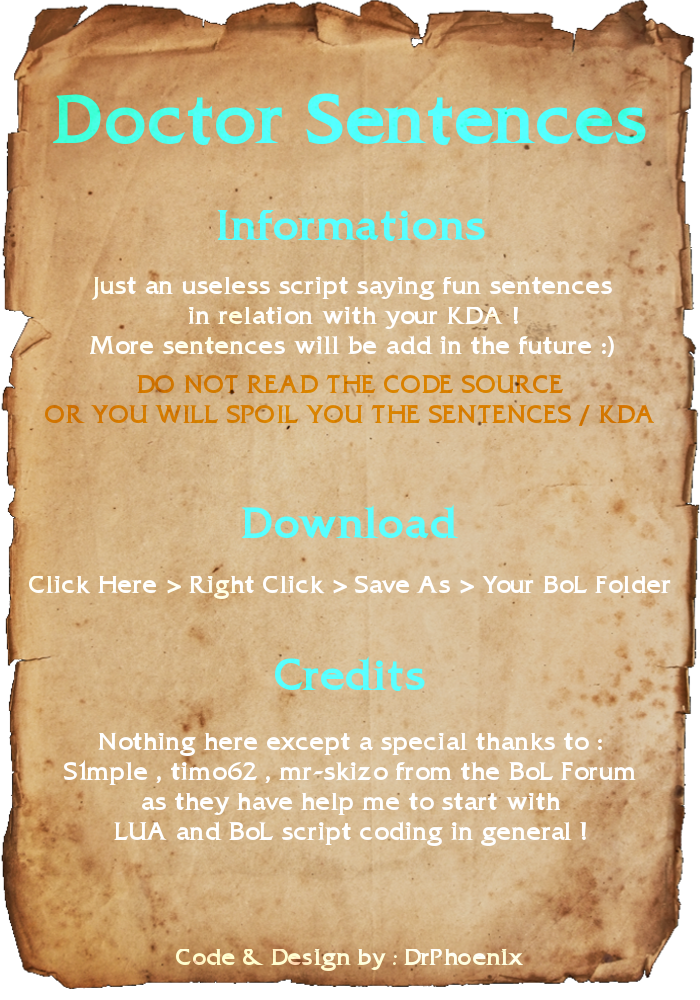 Doctor Sentences
Informations
Just an useless script saying fun sentences
in relation with your KDA !
More sentences will be add in the future :)
DO NOT READ THE CODE SOURCE
OR YOU WILL SPOIL YOU THE SENTENCES / KDA
Download
Click Here > Right Click > Save As > Your BoL Folder
Credits
Nothing here except a special thanks to :
S1mple , timo62 , mr-skizo from the BoL Forum
as they have help me to start with
LUA and BoL script coding in general !
Code & Design by : DrPhoenix